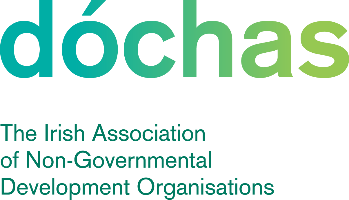 dóchas
The Irish Association
of Non-Governmental
Development Organisations